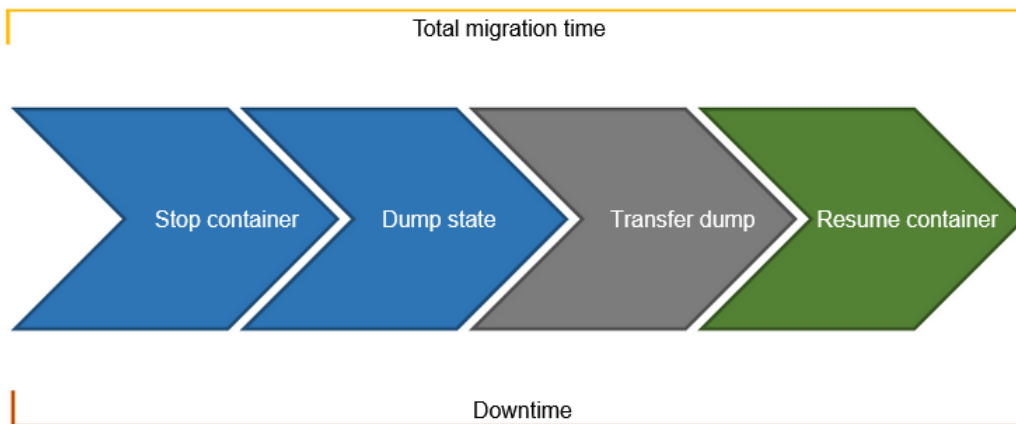 Total migration time
Stop container
Dump state
Transfer dump
Resume container
Downtime